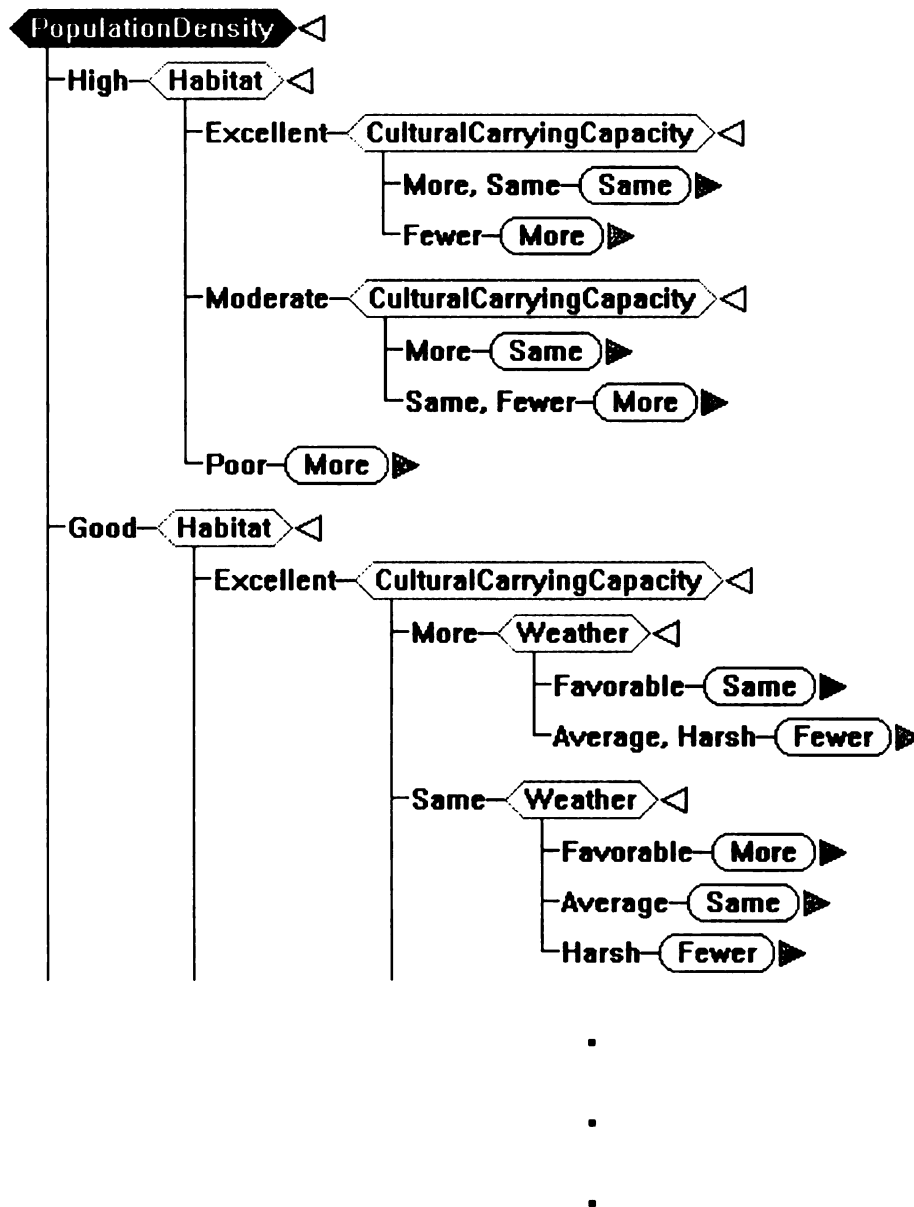 PopulationDensity
High Habitat
Excellent CulturalCarryingCapacity
More, Same Same
Fewer More
Moderate CulturalCarryingCapacity
More Same
Same, Fewer More
Poor More
Good Habitat
Excellent CulturalCarryingCapacity
More Weather
Favorable Same
Average, Harsh Fewer
Same Weather
Favorable More
Average Same
Harsh Fewer